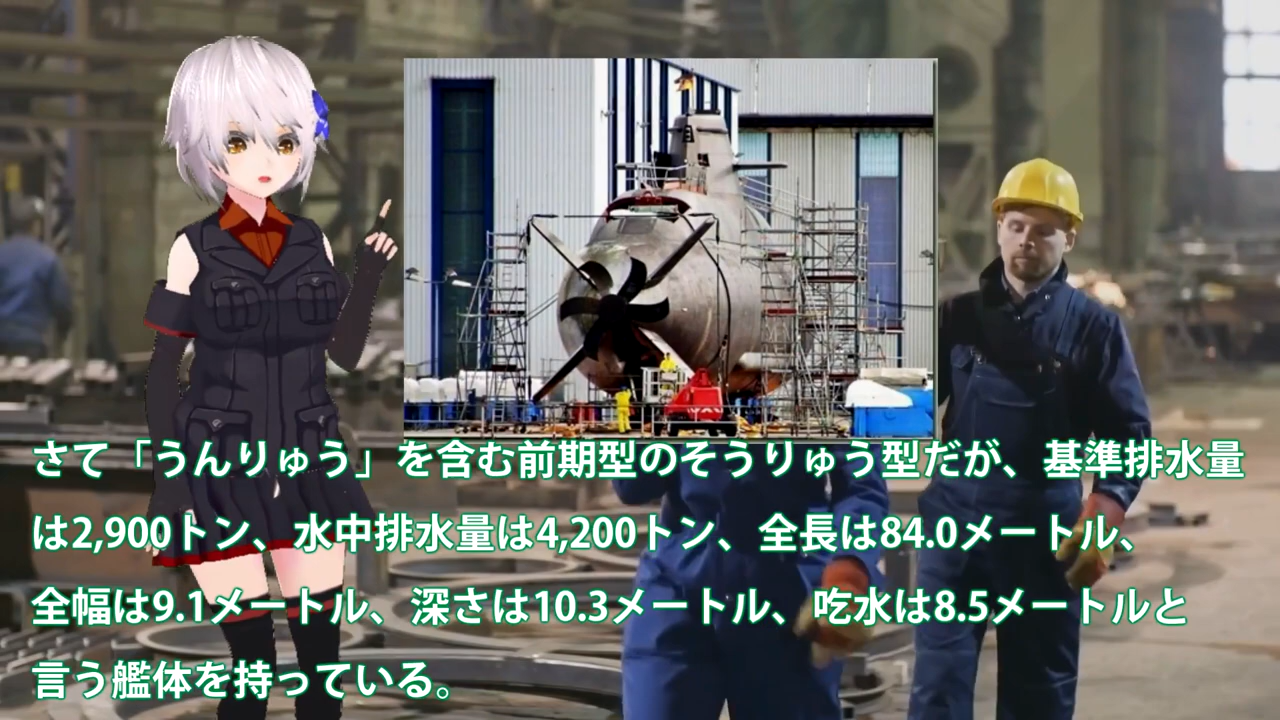 さて「うんりゅう」を含む前期型のそうりゅう型だが、基準排水量
は2,900トン、水中排水量は4,200トン、全長は84.0メートル、
全幅は9.1メートル、深さは10.3メートル、吃水は8.5メートルと
言う艦体を持っている。